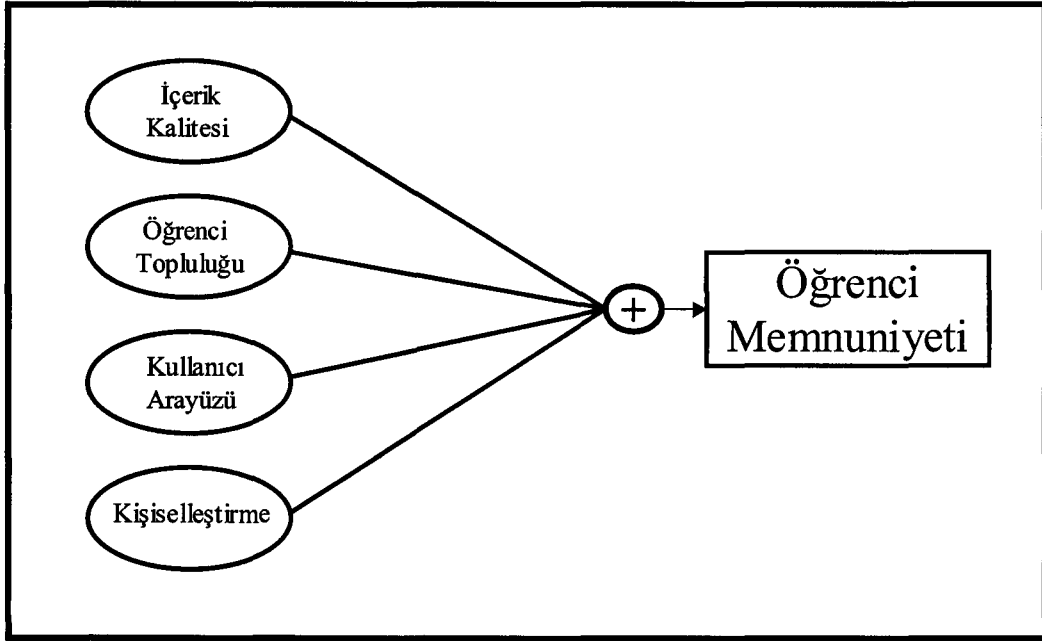 İçerik
Kalitesi
Öğrenci
Topluluğu
Kullanıcı
Arayüzü
Kişiselleştirme
+
Öğrenci
Memnuniyeti